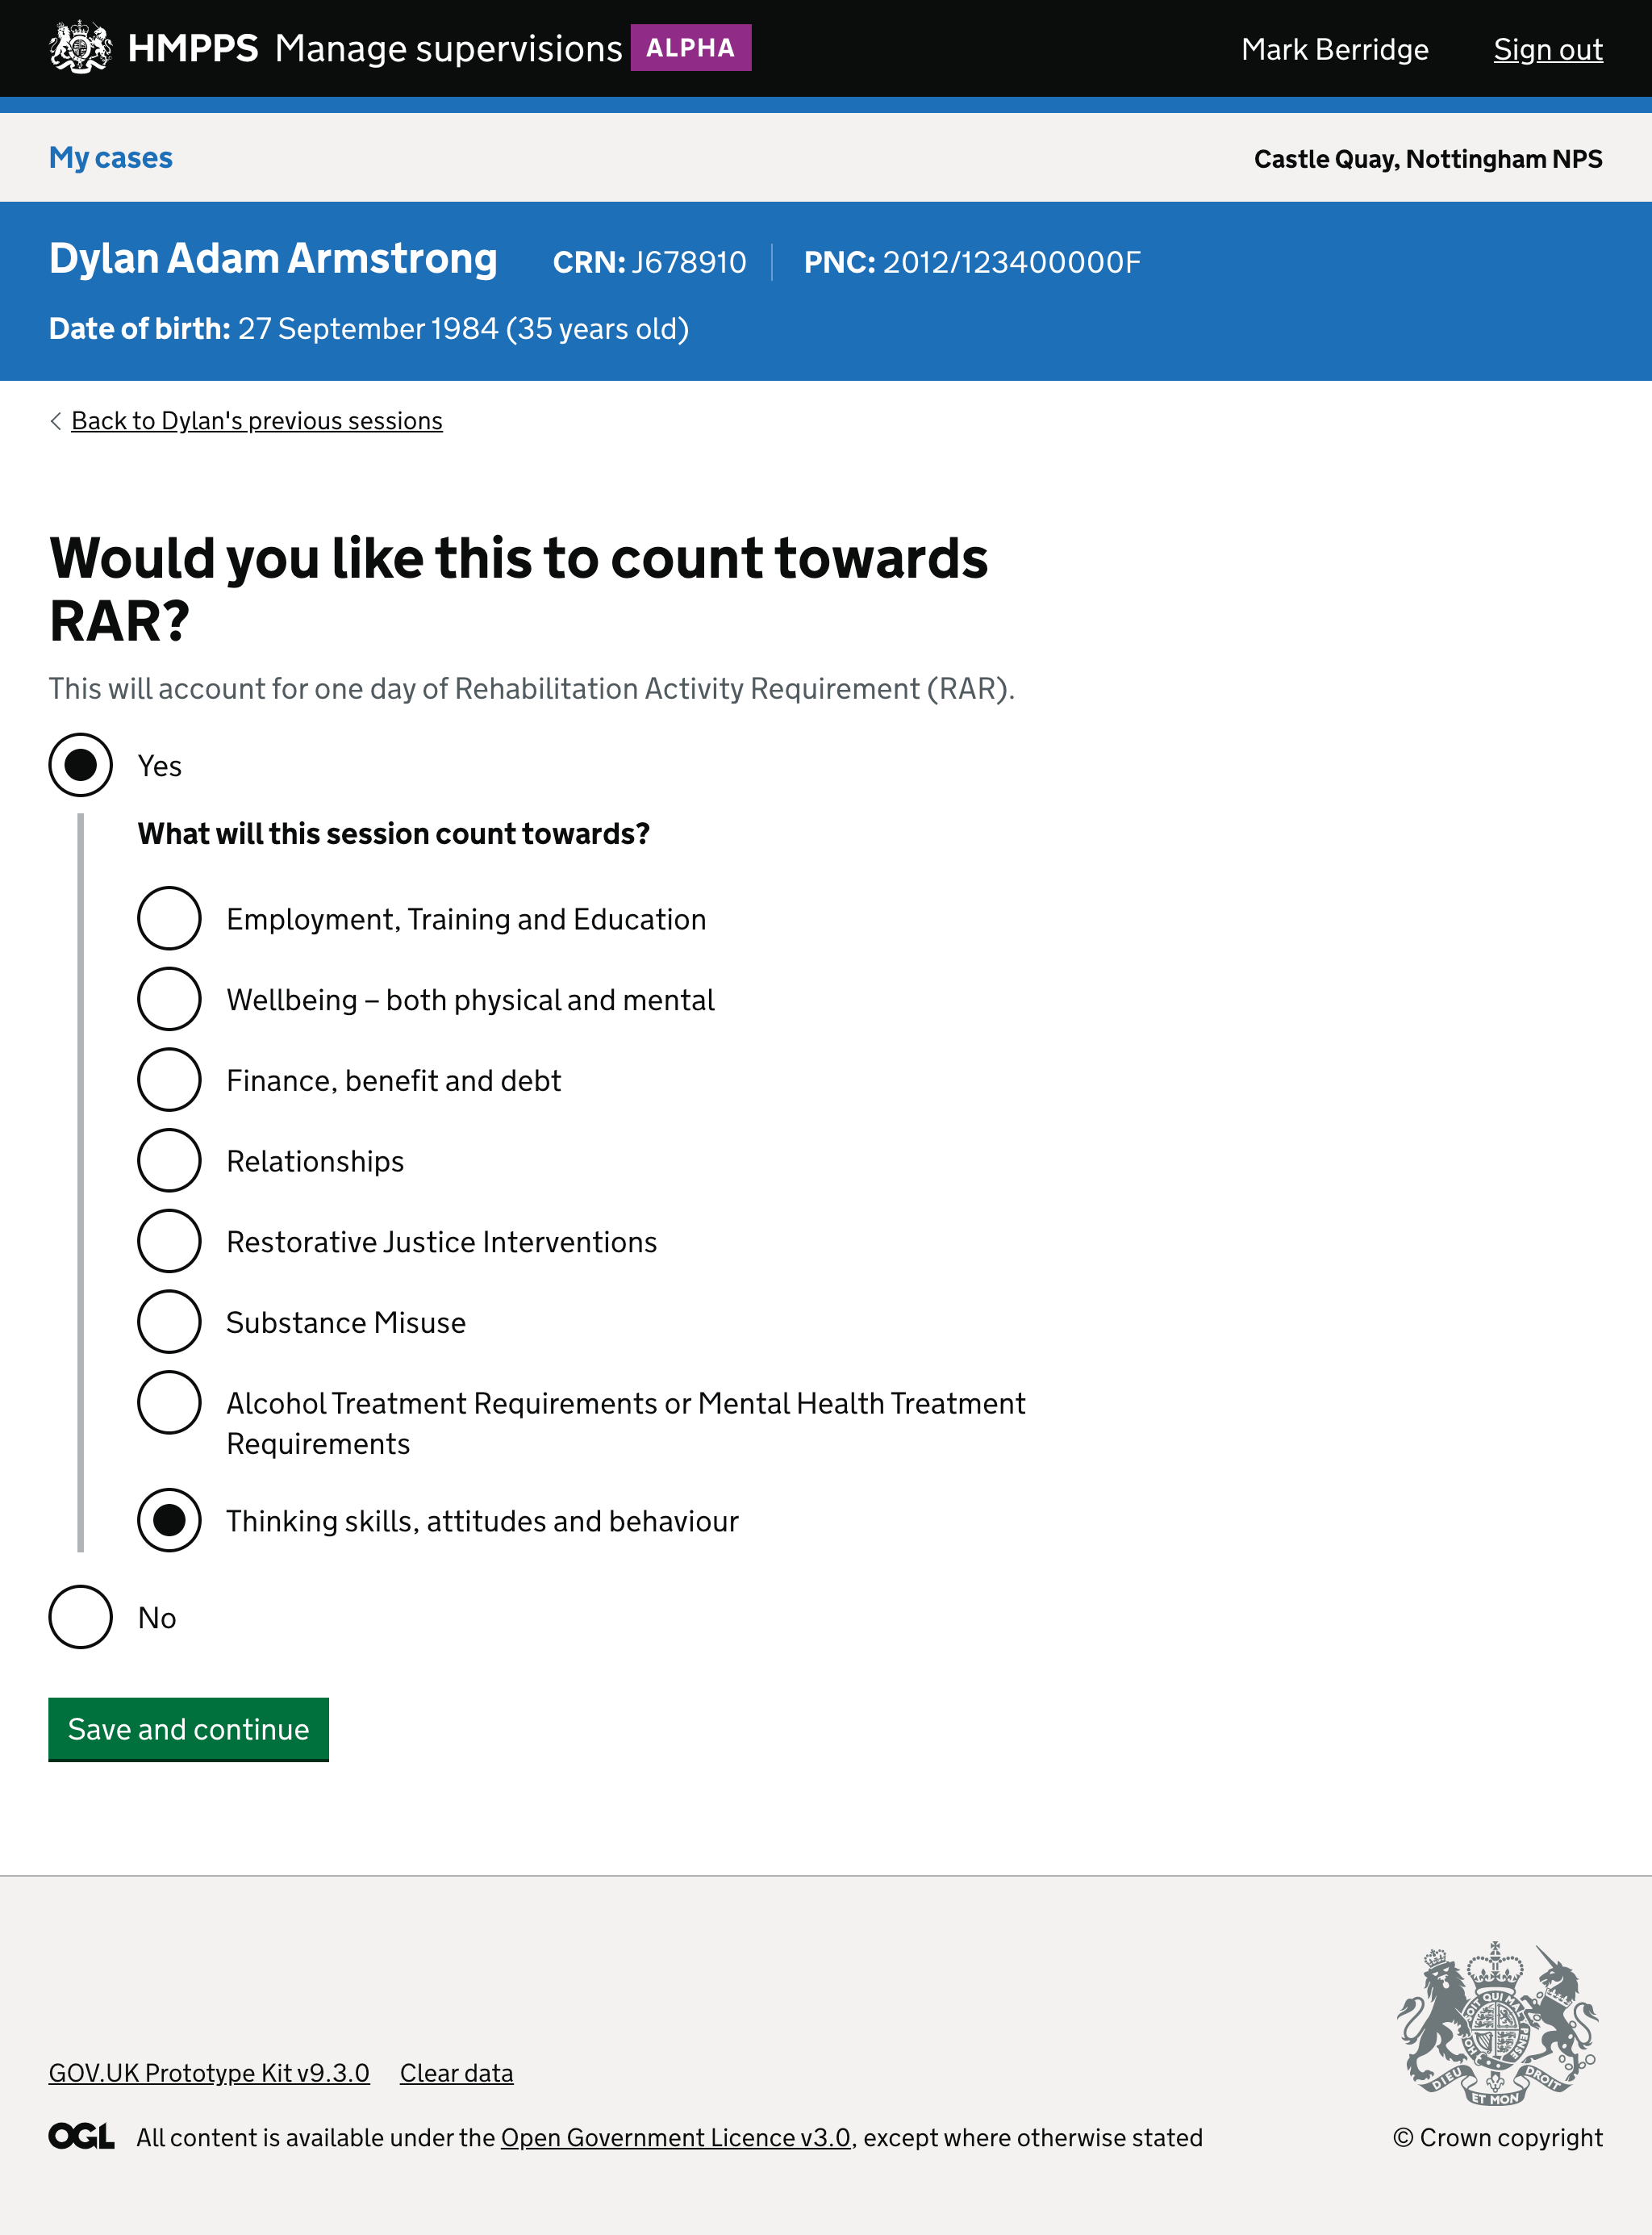 HMPPS Manage supervisions ALPHA
Mark Berridge Sign out
My cases
Castle Quay, Nottingham NPS
Dylan Adam Armstrong CRN: J678910 PNC: 2012/123400000F
Date of birth: 27 September 1984 (35 years old)
Back to Dylan's previous sessions
Would you like this to count towards
RAR?
This will account for one day of Rehabilitation Activity Requirement (RAR).
Yes
What will this session count towards?
Employment, Training and Education
Wellbeing – both physical and mental
Finance, benefit and debt
Relationships
Restorative Justice Interventions
Substance Misuse
Alcohol Treatment Requirements or Mental Health Treatment
Requirements
Thinking skills, attitudes and behaviour
No
Save and continue
GOV.UK Prototype Kit v9.3.0 Clear data
OGL All content is available under the Open Government Licence v3.0, except where otherwise stated
DIEU ET MON DROIT
© Crown copyright